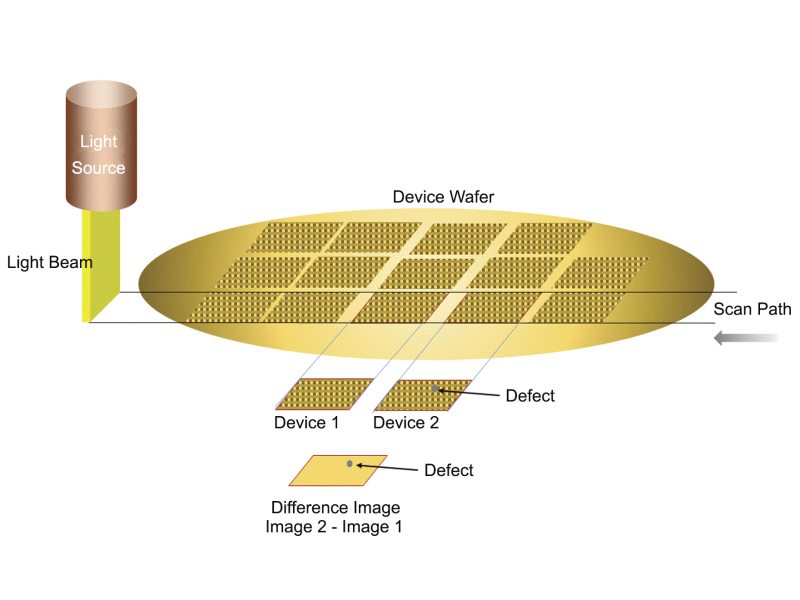 Light
Source
Device Wafer
Light Beam
Scan Path
Defect
Device 1
Device 2
Defect
Difference Image
Image 2 - Image 1